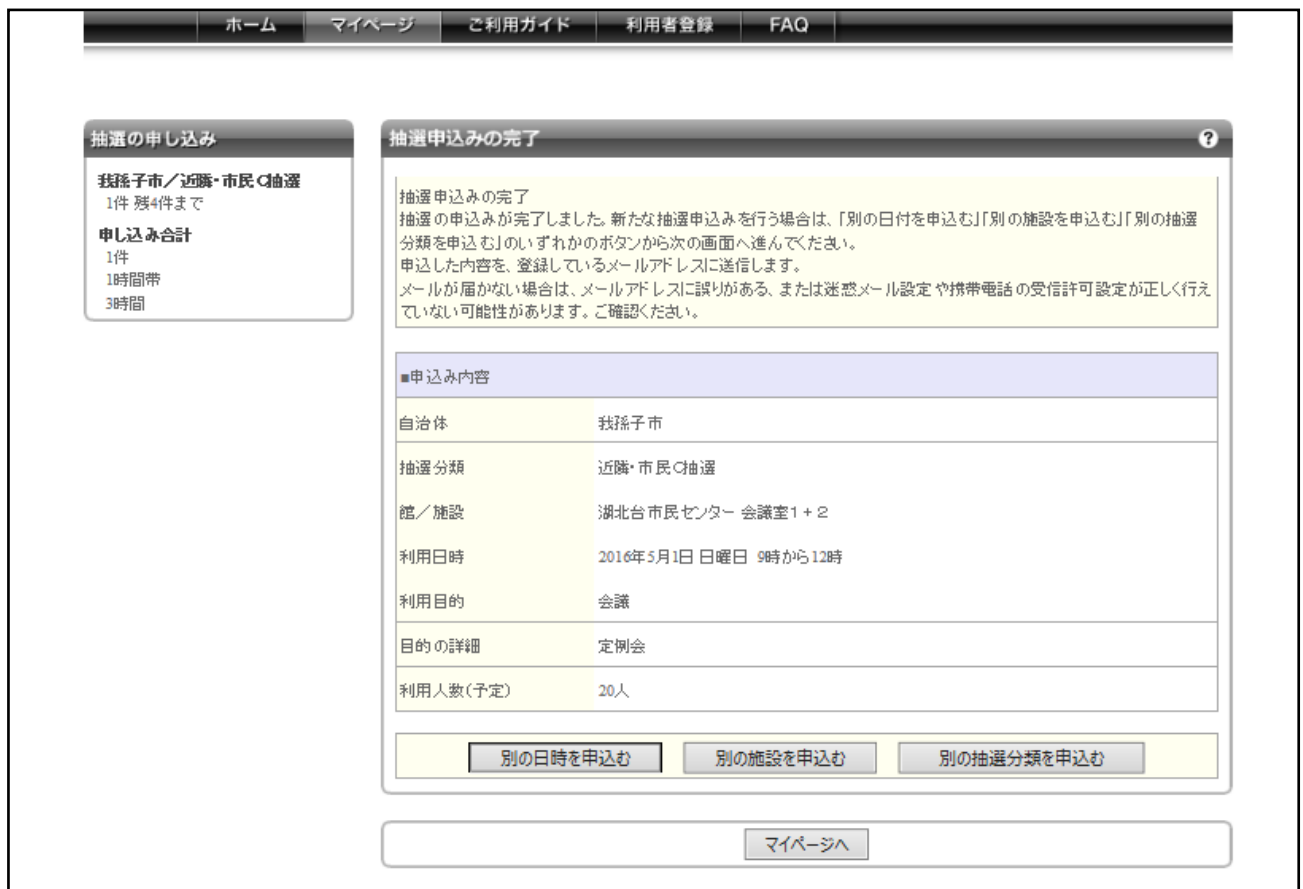 ホーム マイページ ご利用ガイド 利用者登録 FAQ
抽選の申し込み
我孫子市／近隣・市民C抽選
1件 残4件まで
申し込み合計
1件
1時間帯
3時間
抽選申込みの完了 ?
抽選申込みの完了
抽選の申込みが完了しました。新たな抽選申込みを行う場合は、「別の日付を申込む」「別の施設を申込む」「別の抽選
分類を申込む」のいずれかのボタンから次の画面へ進んでください。
申込した内容を、登録しているメールアドレスに送信します。
メールが届かない場合は、メールアドレスに誤りがある、または迷惑メール設定や携帯電話の受信許可設定が正しく行え
ていない可能性があります。ご確認ください。
■申込み内容
自治体 我孫子市
抽選分類 近隣・市民C抽選
館／施設 湖北台市民センター 会議室１＋２
利用日時 2016年5月1日 日曜日 9時から12時
利用目的 会議
目的の詳細 定例会
利用人数(予定) 20人
別の日時を申込む 別の施設を申込む 別の抽選分類を申込む
マイページへ